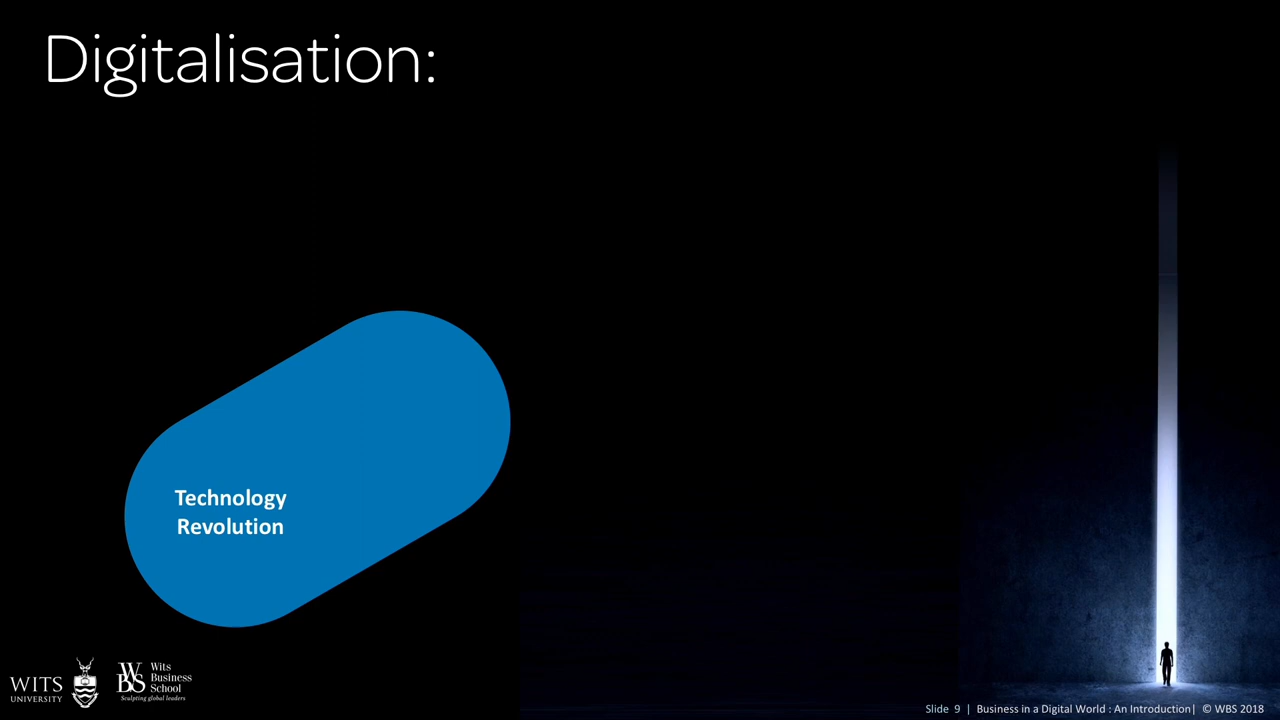 Digitalisation:
Technology
Revolution
WITS
UNIVERSITY
WBS
Wits
Business
School
Sculpting global leaders
Slide 9 | Business in a Digital World : An Introduction| © WBS 2018